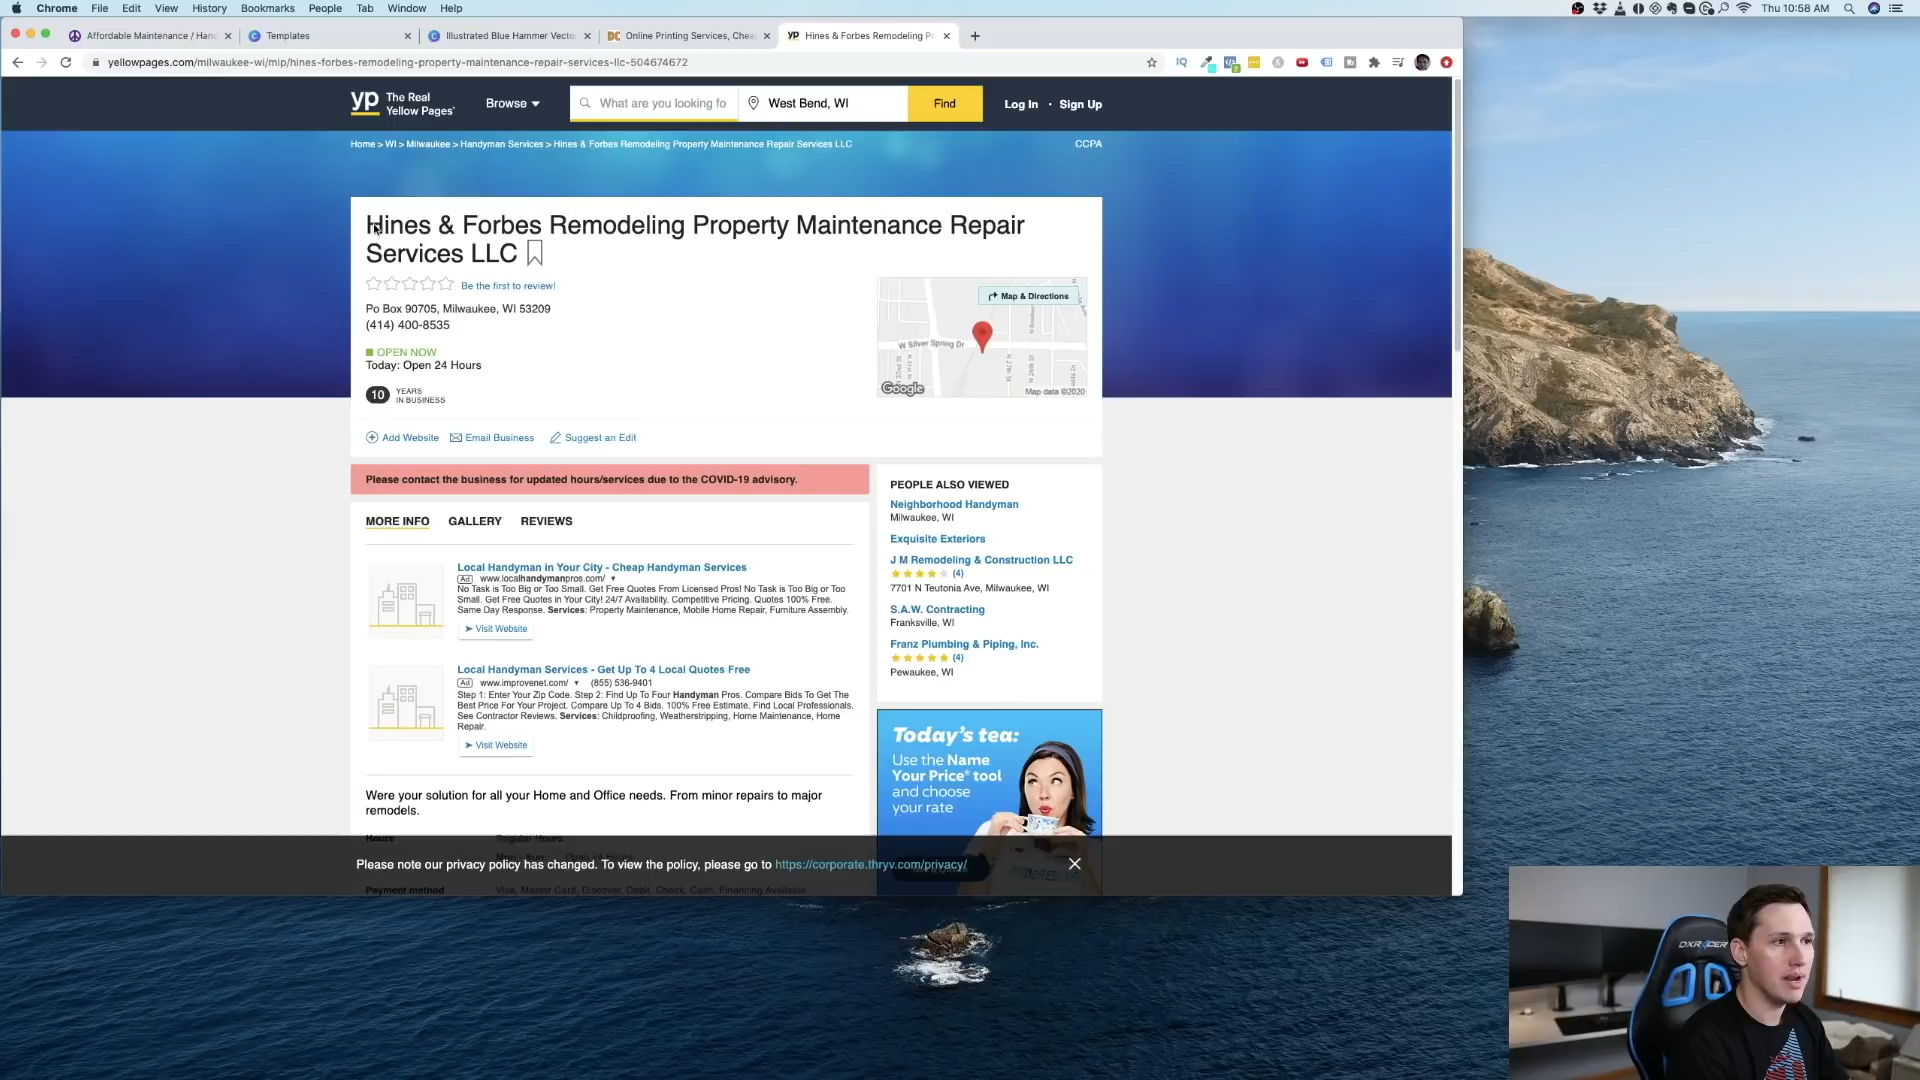 Chrome File Edit View History Bookmarks People Tab Window Help
Thu 10:58 AM
Affordable Maintenance / Han
Templates
Illustrated Blue Hammer Vecto
DC Online Printing Services, Chea
yp Hines & Forbes Remodeling Pr
yellowpages.com/milwaukee-wi/mip/hines-forbes-remodeling-property-maintenance-repair-services-llc-504674672
yp The Real
Yellow Pages
Browse
What are you looking fo
West Bend, WI
Find
Log In · Sign Up
Home > WI > Milwaukee > Handyman Services > Hines & Forbes Remodeling Property Maintenance Repair Services LLC
CCPA
Hines & Forbes Remodeling Property Maintenance Repair
Services LLC
Be the first to review!
Po Box 90705, Milwaukee, WI 53209
(414) 400-8535
OPEN NOW
Today: Open 24 Hours
10 YEARS
IN BUSINESS
Map & Directions
W Silver Spring Dr
Google
Map data ©2020
Add Website
Email Business
Suggest an Edit
Please contact the business for updated hours/services due to the COVID-19 advisory.
MORE INFO GALLERY REVIEWS
Local Handyman in Your City - Cheap Handyman Services
Ad www.localhandymanpros.com/
No Task is Too Big or Too Small. Get Free Quotes From Licensed Pros! No Task is Too Big or Too
Small. Get Free Quotes in Your City! 24/7 Availability. Competitive Pricing. Quotes 100% Free.
Same Day Response. Services: Property Maintenance, Mobile Home Repair, Furniture Assembly.
Visit Website
Local Handyman Services - Get Up To 4 Local Quotes Free
Ad www.improvenet.com/ (855) 536-9401
Step 1: Enter Your Zip Code. Step 2: Find Up To Four Handyman Pros. Compare Bids To Get The
Best Price For Your Project. Compare Up To 4 Bids. 100% Free Estimate. Find Local Professionals.
See Contractor Reviews. Services: Childproofing, Weatherstripping, Home Maintenance, Home
Repair.
Visit Website
Were your solution for all your Home and Office needs. From minor repairs to major
remodels.
Hours Regular Hours
Payment method Visa, Master Card, Discover, Debit, Check, Cash, Financing Available
PEOPLE ALSO VIEWED
Neighborhood Handyman
Milwaukee, WI
Exquisite Exteriors
J M Remodeling & Construction LLC
(4)
7701 N Teutonia Ave, Milwaukee, WI
S.A.W. Contracting
Franksville, WI
Franz Plumbing & Piping, Inc.
(4)
Pewaukee, WI
Today's tea:
Use the Name
Your Price® tool
and choose
your rate
PROGRESSIVE
Please note our privacy policy has changed. To view the policy, please go to https://corporate.thryv.com/privacy/
DXRACER